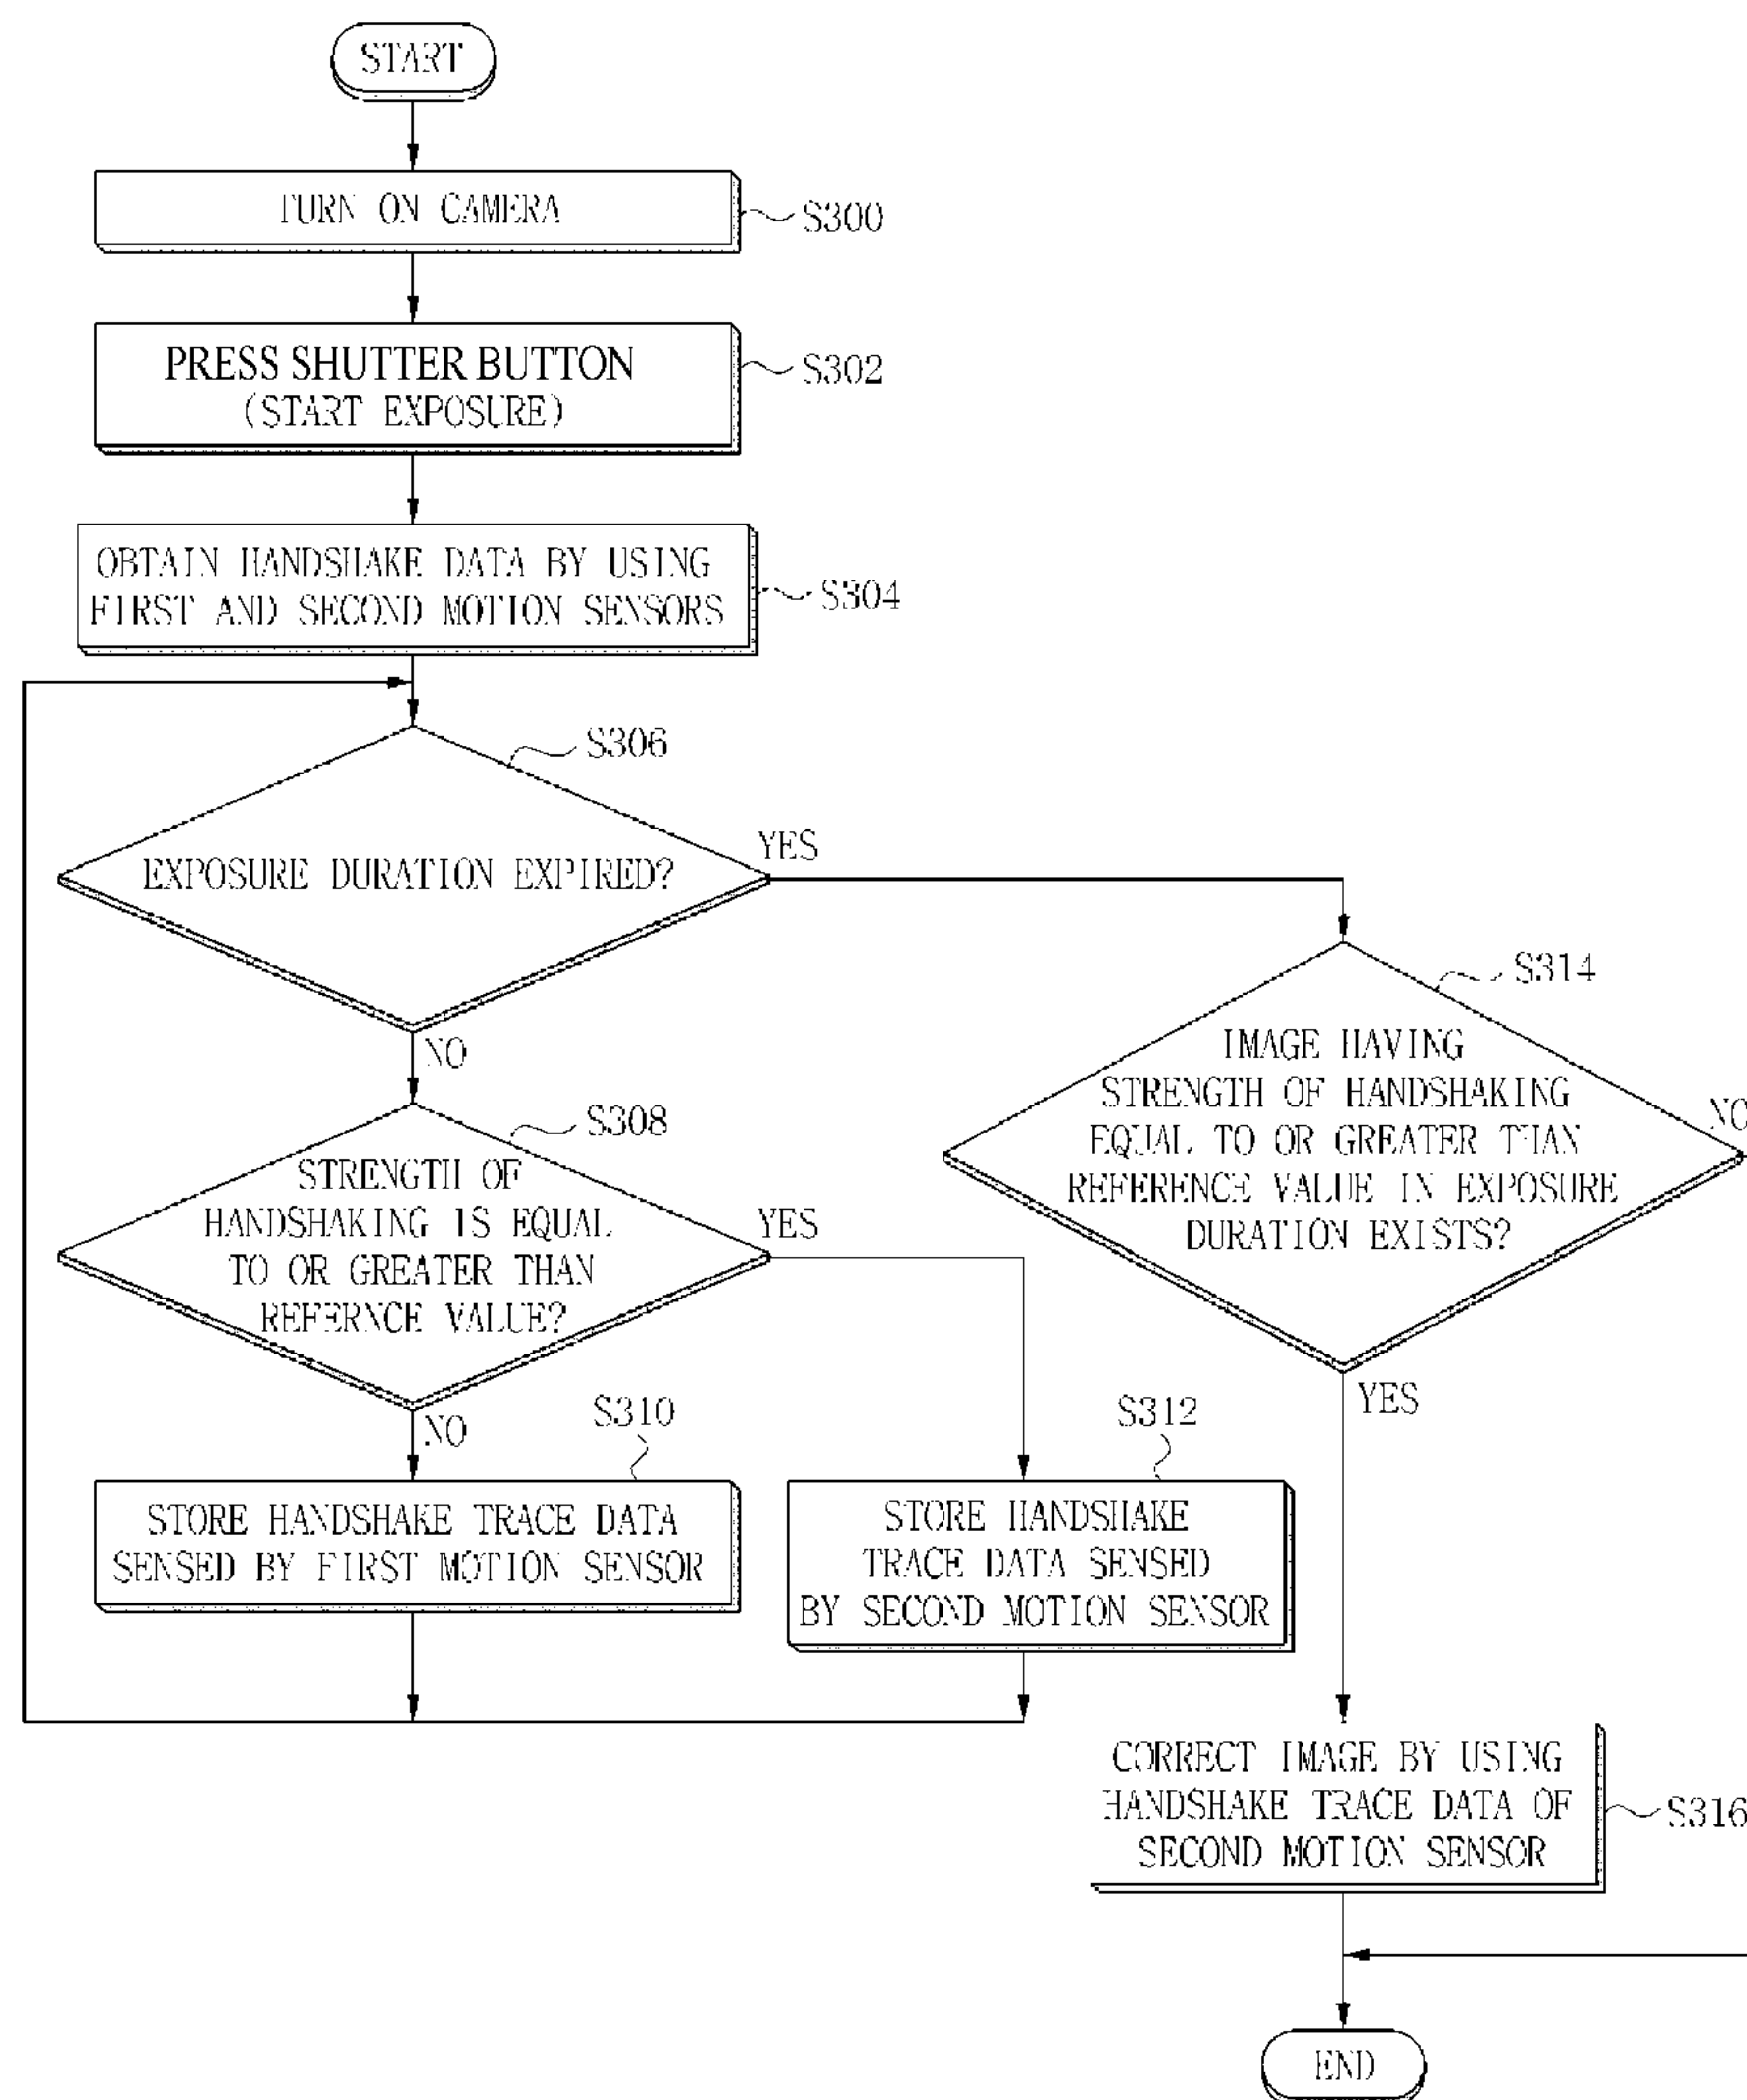 START
TURN ON CAMERA
S300
PRESS SHUTTER BUTTON
(START EXPOSURE)
S302
OBTAIN HANDSHAKE DATA BY USING
FIRST AND SECOND MOTION SENSORS
S304
S306
EXPOSURE DURATION EXPIRED?
YES
NO
S308
STRENGTH OF
HANDSHAKING IS EQUAL
TO OR GREATER THAN
REFERNCE VALUE?
YES
NO
S310
STORE HANDSHAKE TRACE DATA
SENSED BY FIRST MOTION SENSOR
S312
STORE HANDSHAKE
TRACE DATA SENSED
BY SECOND MOTION SENSOR
S314
IMAGE HAVING
STRENGTH OF HANDSHAKING
EQUAL TO OR GREATER THAN
REFERENCE VALUE IN EXPOSURE
DURATION EXISTS?
NO
YES
CORRECT IMAGE BY USING
HANDSHAKE TRACE DATA OF
SECOND MOTION SENSOR
S316
END